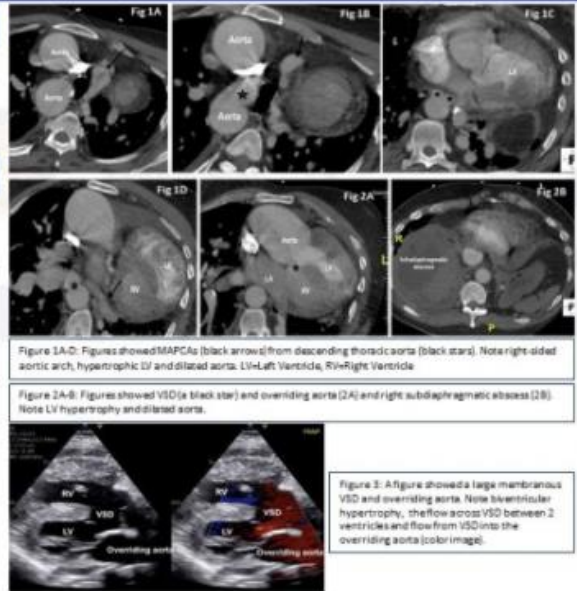 Fig 1A
Fig 1B
Fig 1C
Aorta
Aorta
Aorta
Aorta
LV
Fig 1D
Fig 2A
Fig 2B
LV
RV
Aorta
LA
LV
RV
R
L
Subdiaphragmatic
abscess
P
Figure 1A-D: Figures showed MAPCAs (black arrows) from descending thoracic aorta (black stars). Note right-sided
aortic arch, hypertrophic LV and dilated aorta. LV=Left Ventricle, RV=Right Ventricle
Figure 2A-B: Figures showed VSD (a black star) and overriding aorta (2A) and right subdiaphragmatic abscess (2B).
Note LV hypertrophy and dilated aorta.
RV
VSD
LV
Overriding aorta
RV
VSD
LV
Overriding aorta
Figure 3: A figure showed a large membranous
VSD and overriding aorta. Note biventricular
hypertrophy, the flow across VSD between 2
ventricles and flow from VSD into the
overriding aorta (color image).